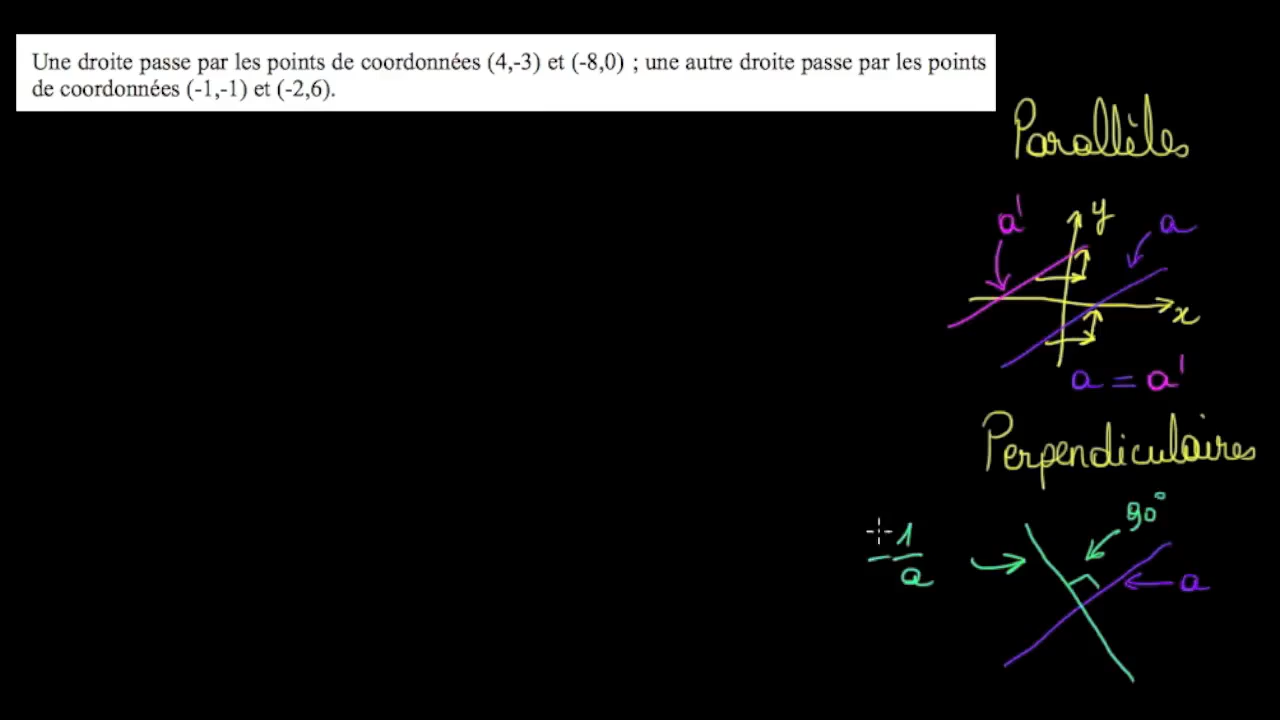 Une droite passe par les points de coordonnées (4,-3) et (-8,0) ; une autre droite passe par les points
de coordonnées (-1,-1) et (-2,6).
Parallèles
a' y a
x
a = a'
Perpendiculaires
90°
-1/a a